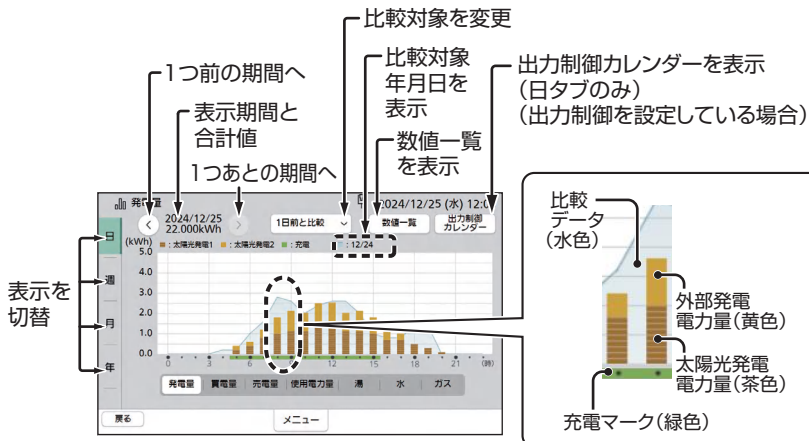 比較対象を変更
1つ前の期間へ
比較対象
年月日を
表示
出力制御カレンダーを表示
(日タブのみ)
(出力制御を設定している場合)
表示期間と
合計値
数値一覧
を表示
1つあとの期間へ
発電量
2024/12/25 (水) 12:0
2024/12/25
22.000kWh
1日前と比較
数値一覧
出力制御
カレンダー
日
週
月
年
(kWh)
:太陽光発電1 :太陽光発電2 :充電 :12/24
5.0
4.0
3.0
2.0
1.0
0.0
0 3 6 9 12 15 18 21 (時)
表示を
切替
発電量 買電量 売電量 使用電力量 湯 水 ガス
戻る
メニュー
比較
データ
(水色)
外部発電
電力量(黄色)
太陽光発電
電力量(茶色)
充電マーク(緑色)